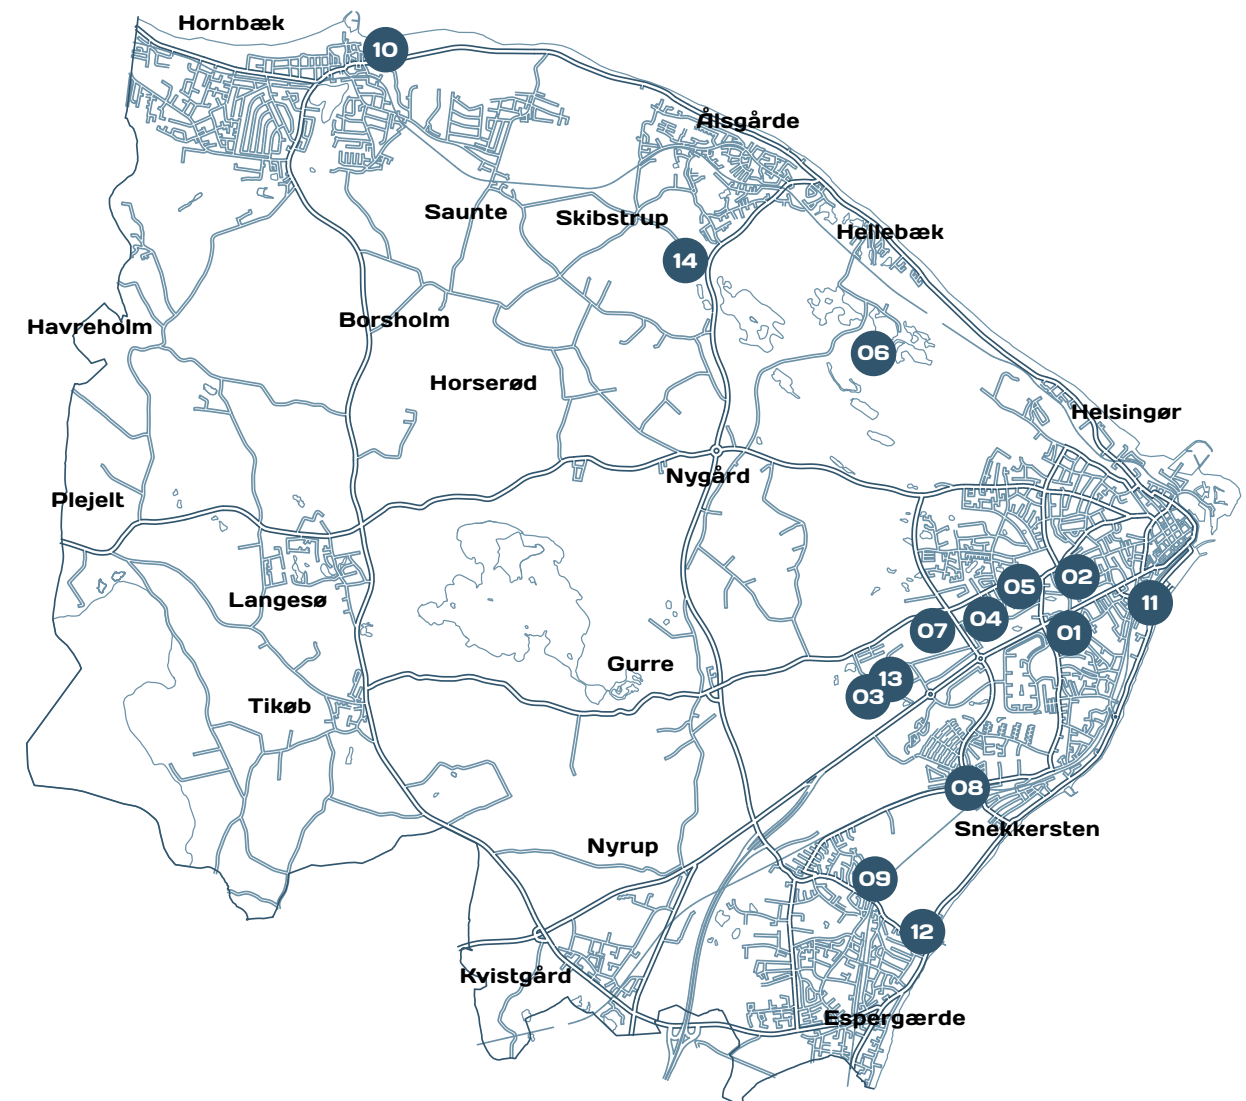 Hornbæk
10
Ålsgårde
Saunte
Skibstrup
Hellebæk
14
Havreholm
Borsholm
06
Horserød
Helsingør
Nygård
Plejelt
02
05
Langesø
11
04
07
01
Gurre
13
03
Tikøb
08
Snekkersten
Nyrup
09
12
Kvistgård
Espergærde